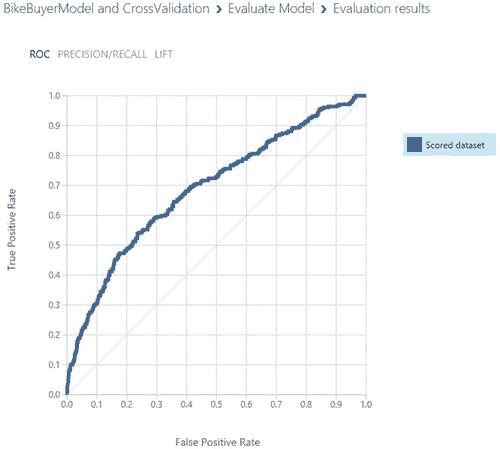 BikeBuyerModel and CrossValidation ❯ Evaluate Model ❯ Evaluation results
ROC PRECISION/RECALL LIFT
1.0
0.9
0.8
0.7
0.6
0.5
0.4
0.3
0.2
0.1
0.0
True Positive Rate
0.0 0.1 0.2 0.3 0.4 0.5 0.6 0.7 0.8 0.9 1.0
False Positive Rate
Scored dataset